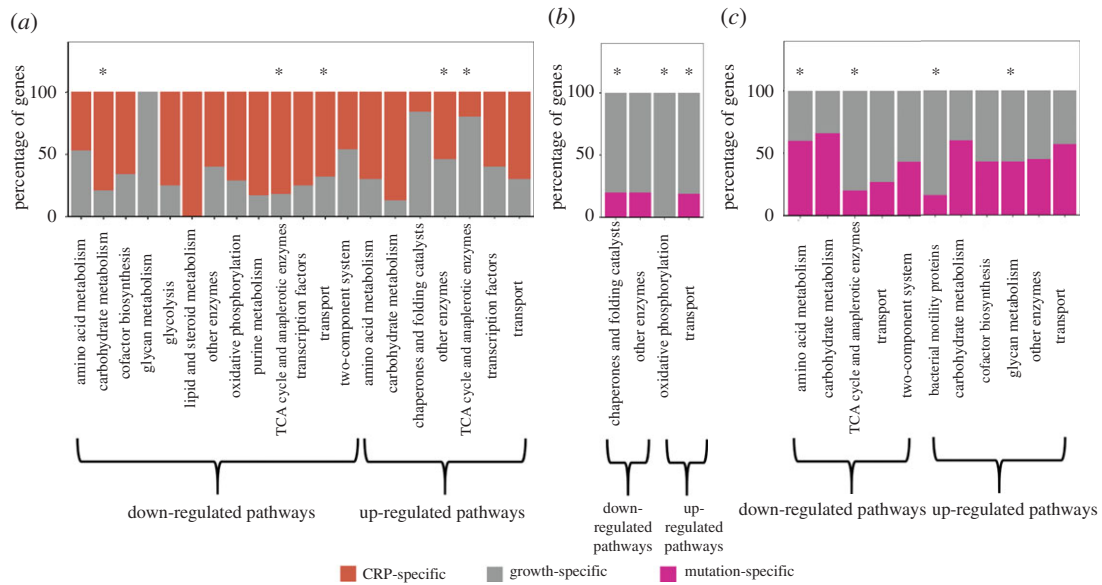 (a)
percentage of genes
100
50
0
*
*
*
*
*
amino acid metabolism
carbohydrate metabolism
cofactor biosynthesis
glycan metabolism
glycolysis
lipid and steroid metabolism
other enzymes
oxidative phosphorylation
purine metabolism
TCA cycle and anaplerotic enzymes
transcription factors
transport
two-component system
amino acid metabolism
carbohydrate metabolism
chaperones and folding catalysts
other enzymes
TCA cycle and anaplerotic enzymes
transcription factors
transport
down-regulated pathways
up-regulated pathways
(b)
percentage of genes
100
50
0
*
*
*
chaperones and folding catalysts
other enzymes
oxidative phosphorylation
transport
down-
regulated
pathways
up-
regulated
pathways
(c)
percentage of genes
100
50
0
*
*
*
*
amino acid metabolism
carbohydrate metabolism
TCA cycle and anaplerotic enzymes
transport
two-component system
bacterial motility proteins
carbohydrate metabolism
cofactor biosynthesis
glycan metabolism
other enzymes
transport
down-regulated pathways
up-regulated pathways
CRP-specific
growth-specific
mutation-specific